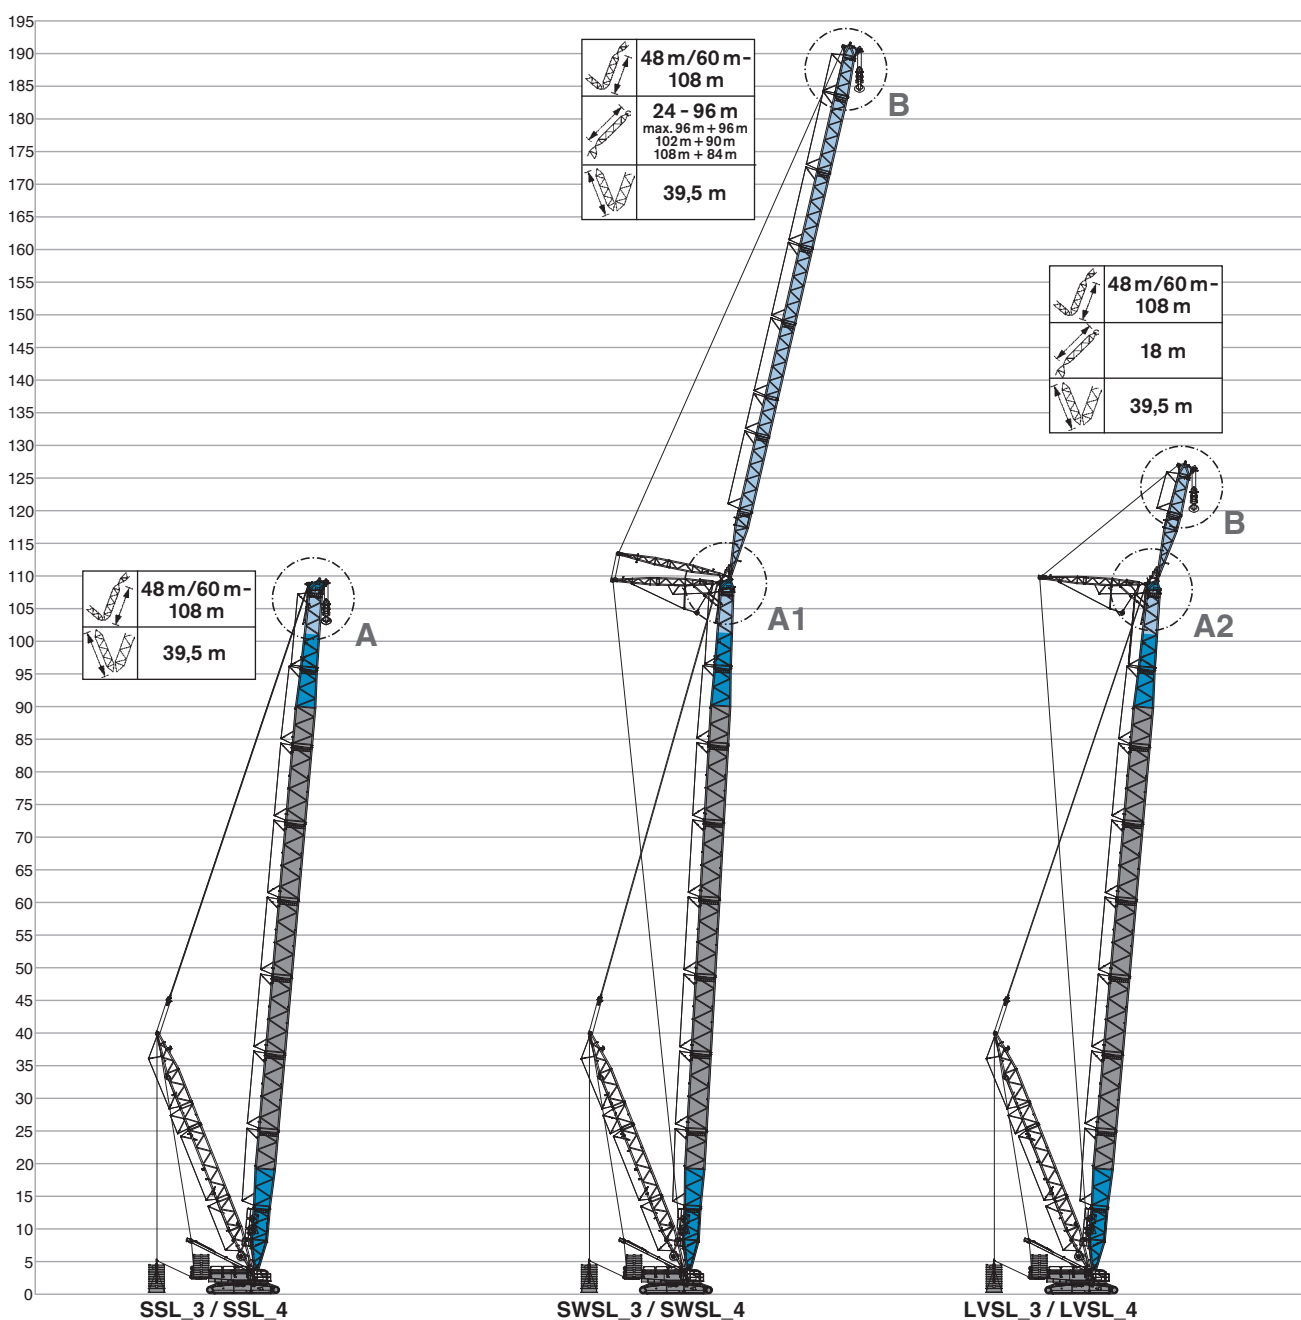 195
190
185
180
175
170
165
160
155
150
145
140
135
130
125
120
115
110
105
100
95
90
85
80
75
70
65
60
55
50
45
40
35
30
25
20
15
10
5
0
48 m/60 m-
108 m
39,5 m
A
SSL_3 / SSL_4
48 m/60 m-
108 m
24 - 96 m
max. 96 m + 96 m
102 m + 90 m
108 m + 84 m
39,5 m
B
A1
SWSL_3 / SWSL_4
48 m/60 m-
108 m
18 m
39,5 m
B
A2
LVSL_3 / LVSL_4